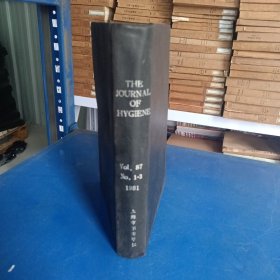 THE
JOURNAL
OF
HYGIENE
Vol. 87
No. 1-3
1981